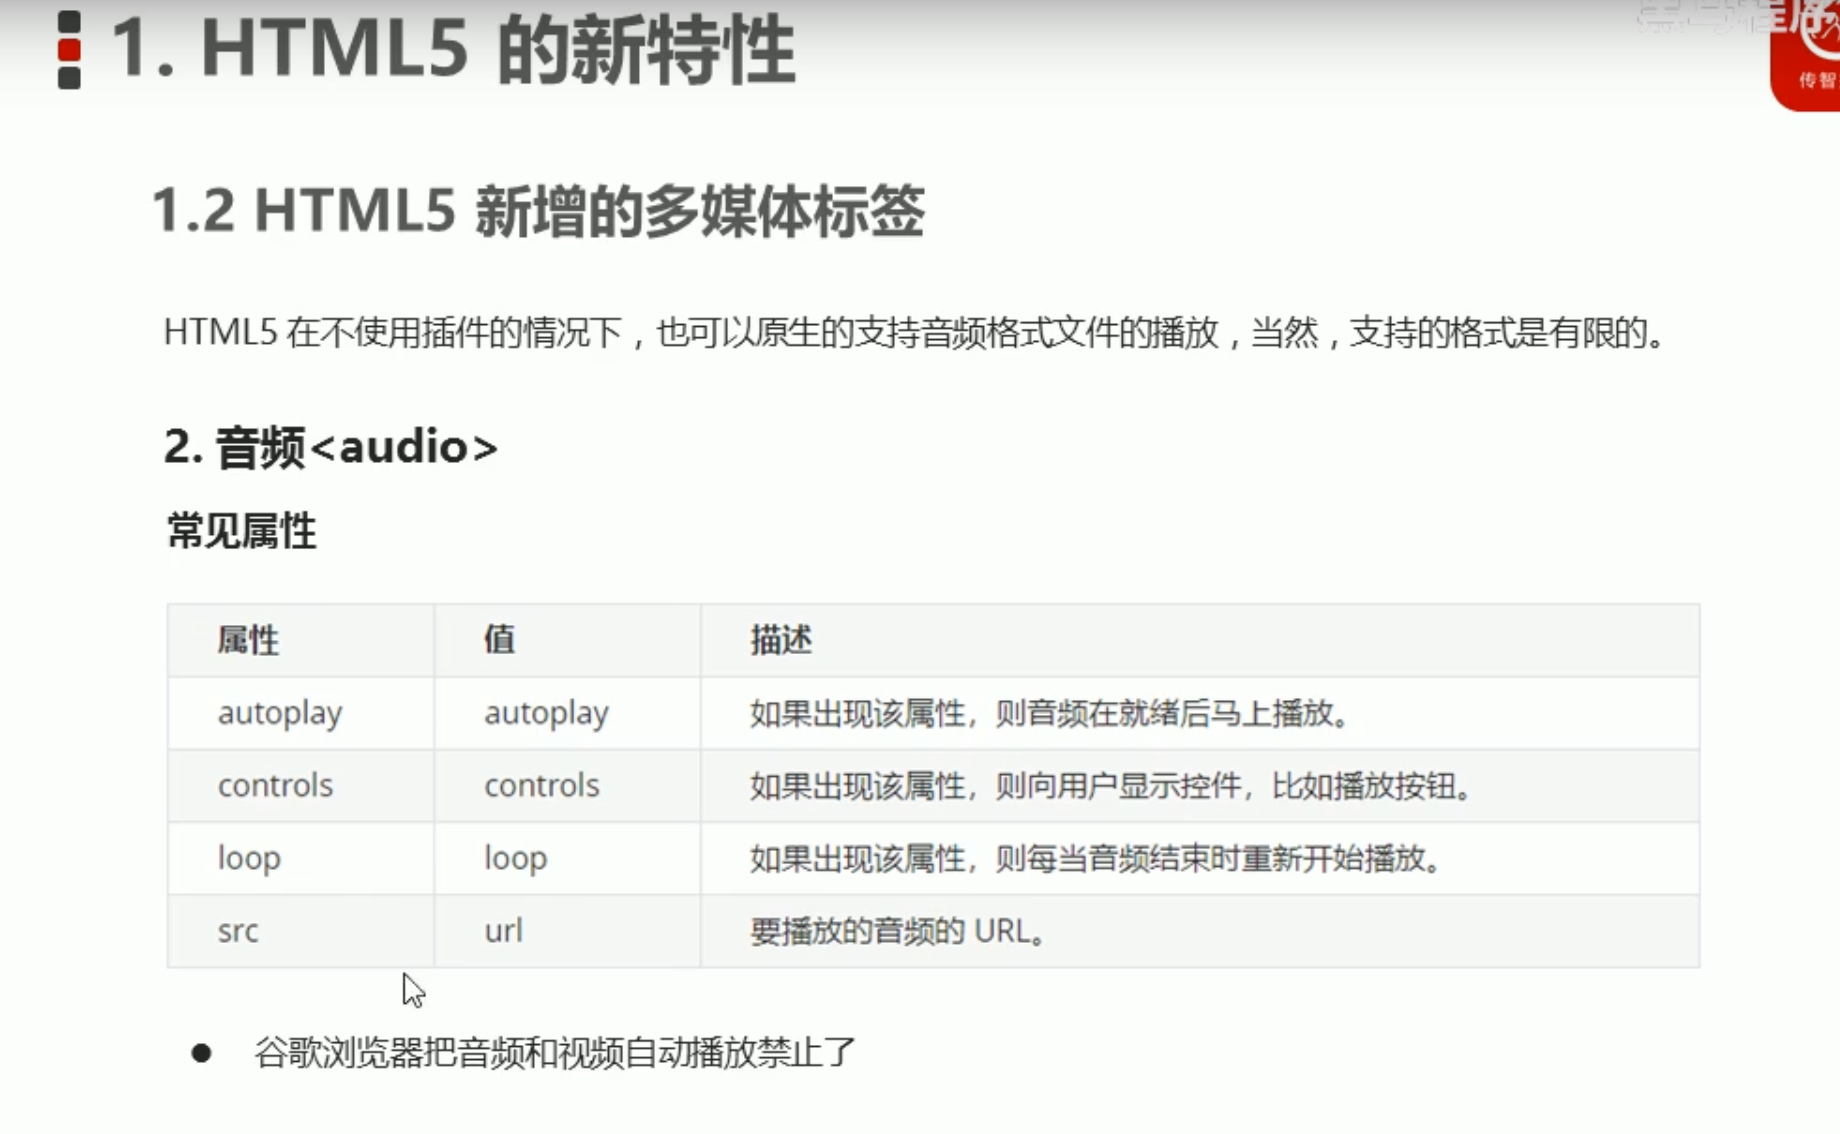 1. HTML5 的新特性
传智
1.2 HTML5 新增的多媒体标签
HTML5 在不使用插件的情况下，也可以原生的支持音频格式文件的播放，当然，支持的格式是有限的。
2. 音频<audio>
常见属性
属性 值 描述
autoplay autoplay 如果出现该属性，则音频在就绪后马上播放。
controls controls 如果出现该属性，则向用户显示控件，比如播放按钮。
loop loop 如果出现该属性，则每当音频结束时重新开始播放。
src url 要播放的音频的 URL。
● 谷歌浏览器把音频和视频自动播放禁止了